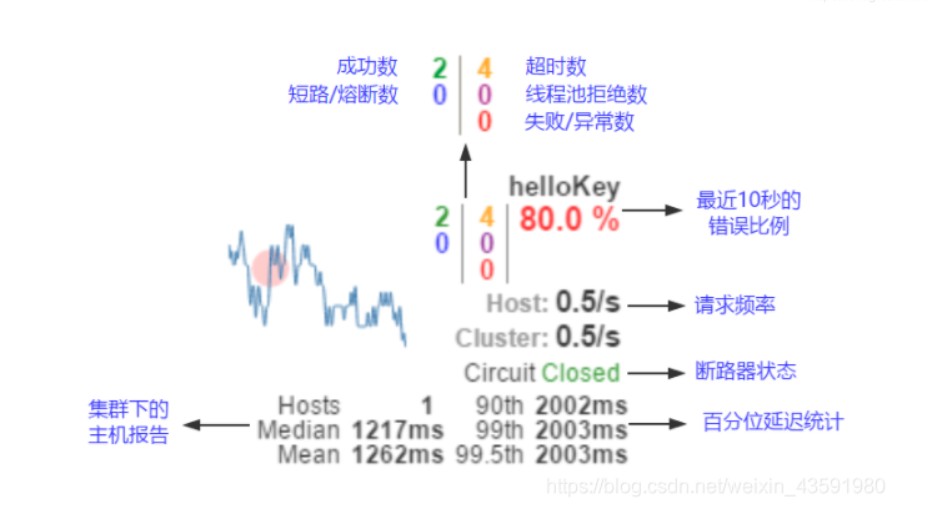 成功数 2 4 超时数
短路/熔断数 0 0 线程池拒绝数
0 失败/异常数
helloKey
2 4 80.0 %
0 0
0
最近10秒的
错误比例
Host: 0.5/s 请求频率
Cluster: 0.5/s
Circuit Closed 断路器状态
集群下的
主机报告
Hosts 1 90th 2002ms
Median 1217ms 99th 2003ms
Mean 1262ms 99.5th 2003ms
百分位延迟统计
https://blog.csdn.net/weixin_43591980